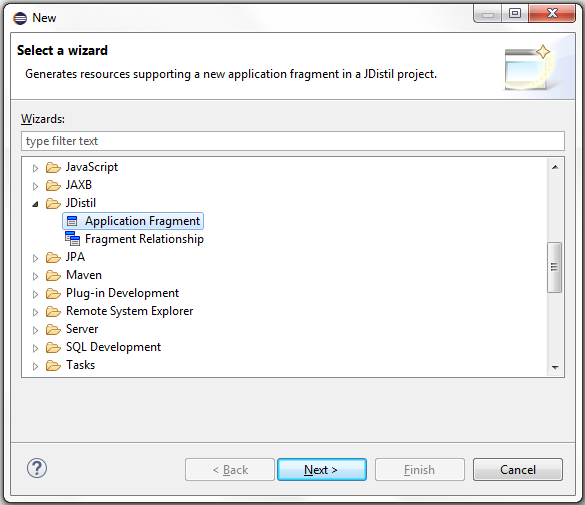 New
Select a wizard
Generates resources supporting a new application fragment in a JDistil project.
Wizards:
type filter text
JavaScript
JAXB
JDistil
Application Fragment
Fragment Relationship
JPA
Maven
Plug-in Development
Remote System Explorer
Server
SQL Development
Tasks
? < Back Next > Finish Cancel